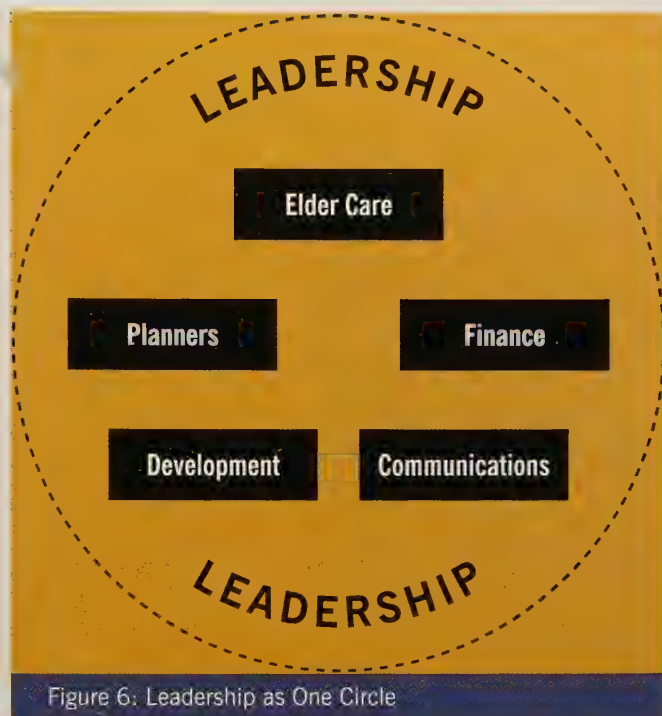 LEADERSHIP
Elder Care
Planners
Finance
Development
Communications
LEADERSHIP
Figure 6: Leadership as One Circle